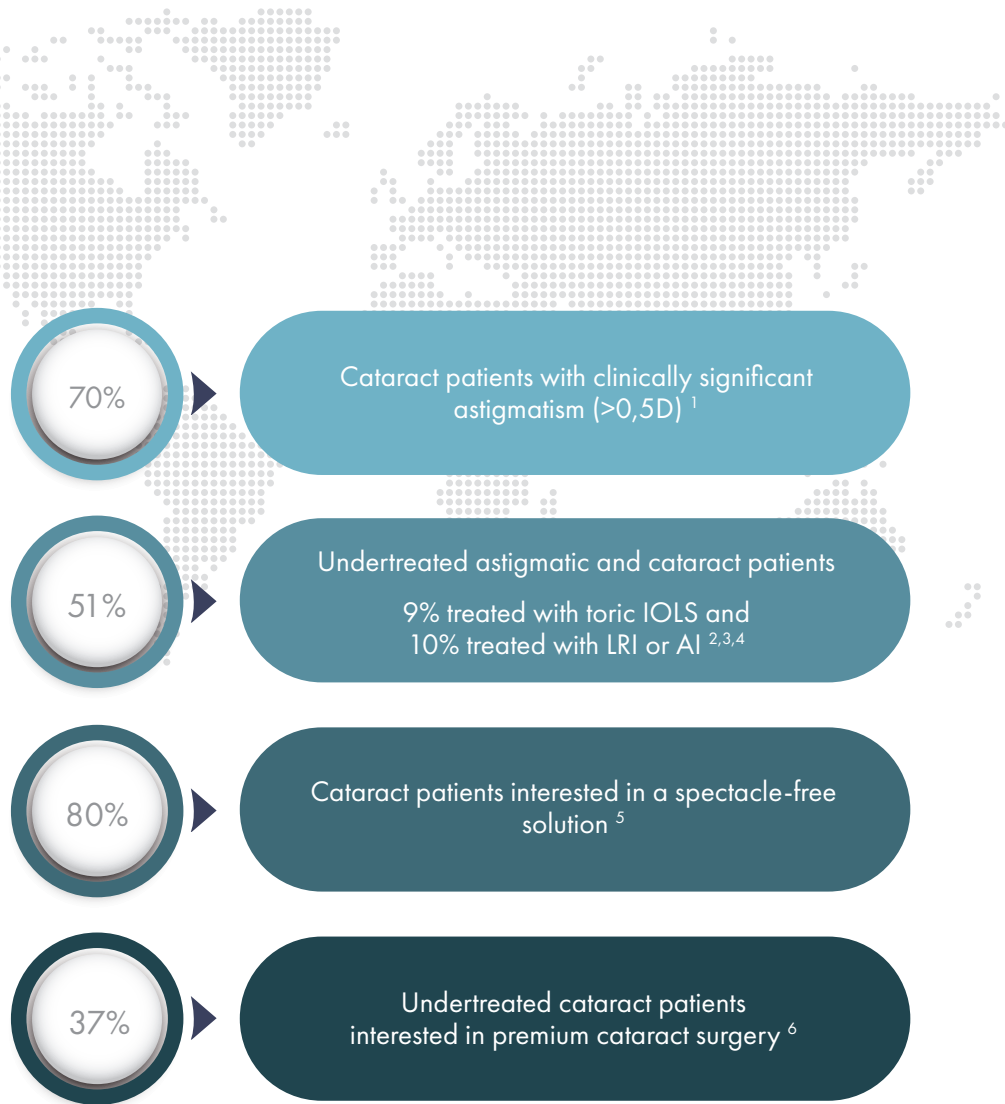 70%
Cataract patients with clinically significant
astigmatism (>0,5D) 1
51%
Undertreated astigmatic and cataract patients
9% treated with toric IOLS and
10% treated with LRI or AI 2,3,4
80%
Cataract patients interested in a spectacle-free
solution 5
37%
Undertreated cataract patients
interested in premium cataract surgery 6